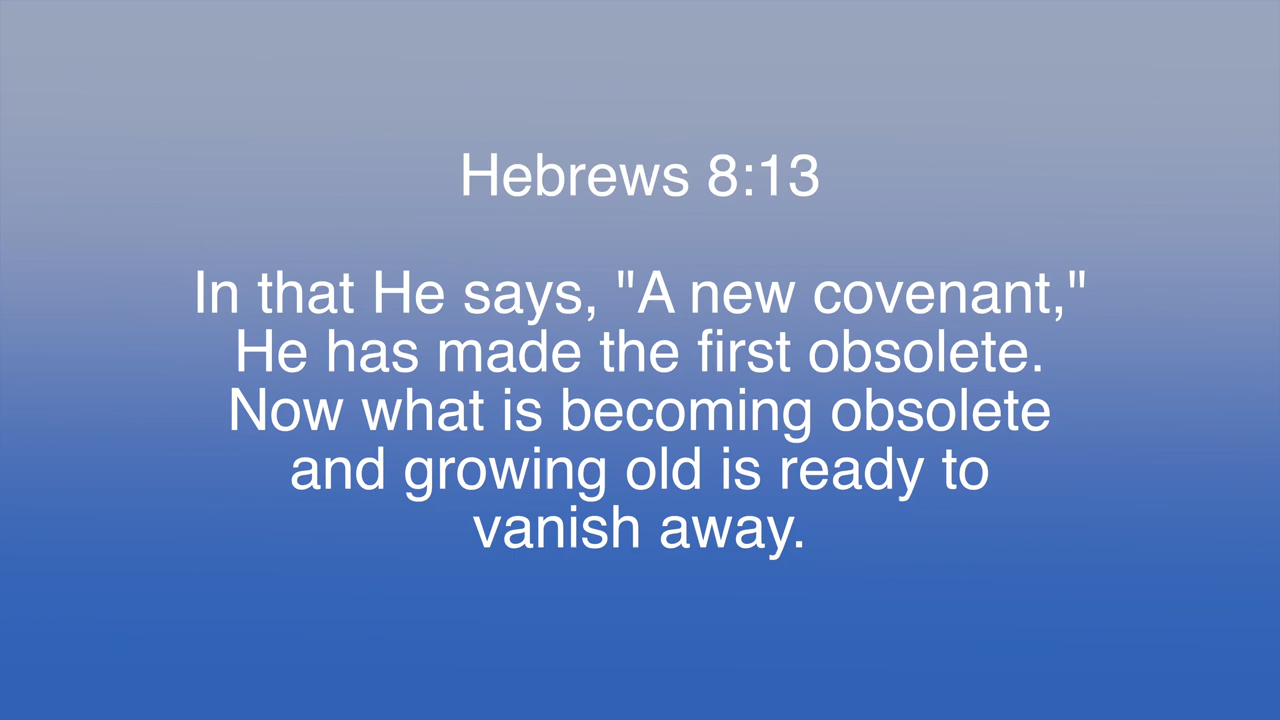 Hebrews 8:13
In that He says, "A new covenant,"
He has made the first obsolete.
Now what is becoming obsolete
and growing old is ready to
vanish away.